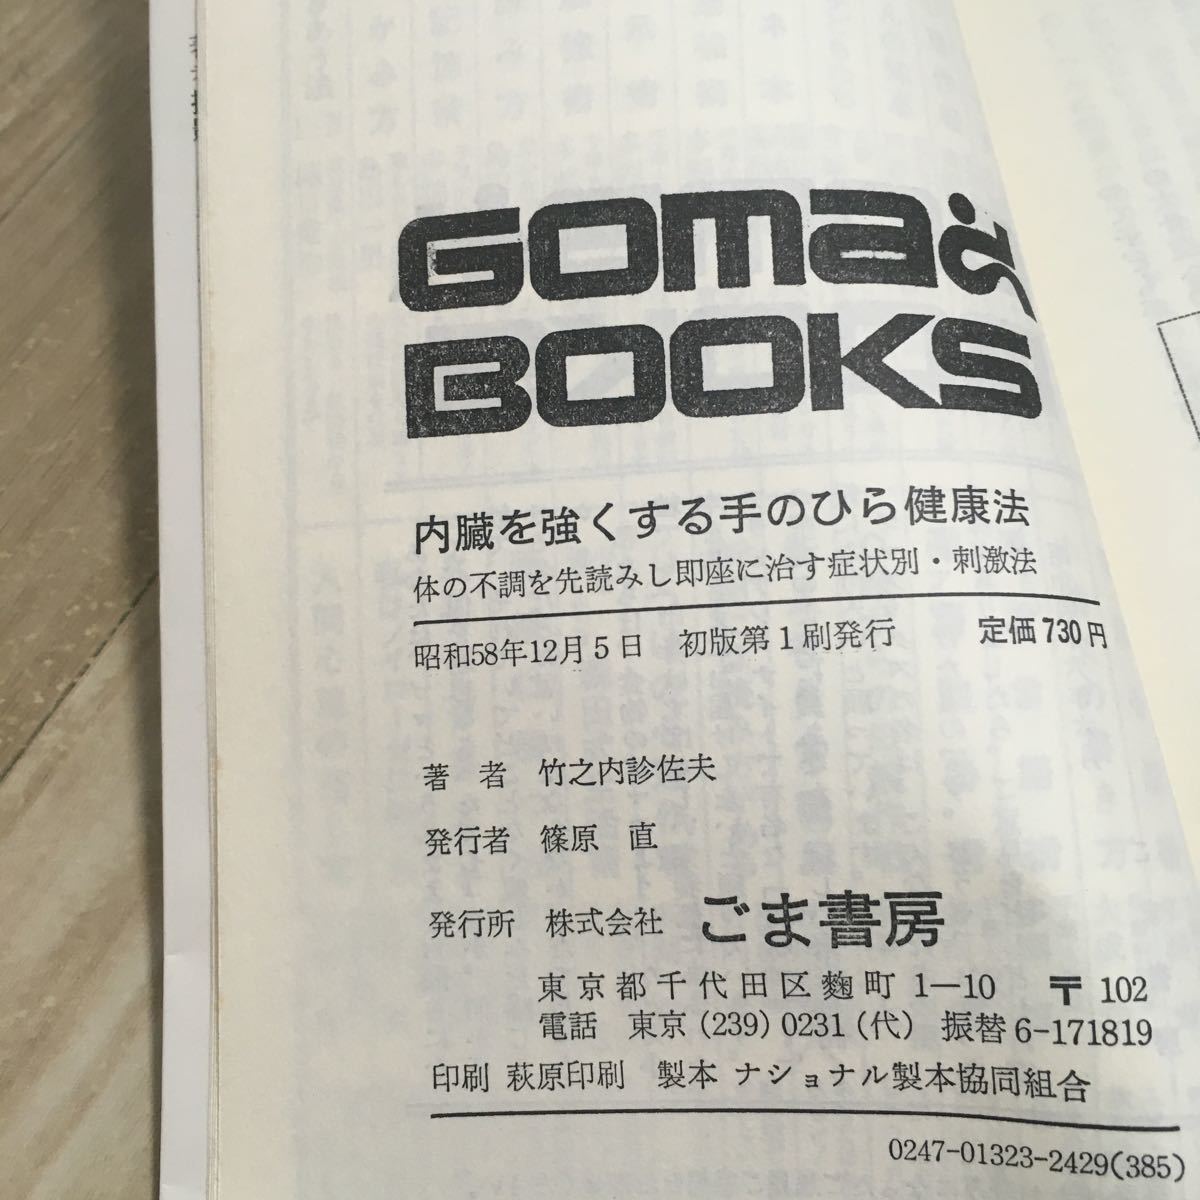 GOMA
BOOKS
内臓を強くする手のひら健康法
体の不調を先読みし即座に治す症状別・刺激法
昭和58年12月5日 初版第1刷発行 定価730円
著者 竹之内診佐夫
発行者 篠原 直
発行所 株式会社 ごま書房
東京都千代田区麴町 1—10 〒102
電話 東京(239)0231(代) 振替6-171819
印刷 萩原印刷 製本 ナショナル製本協同組合
0247-01323-2429(385)